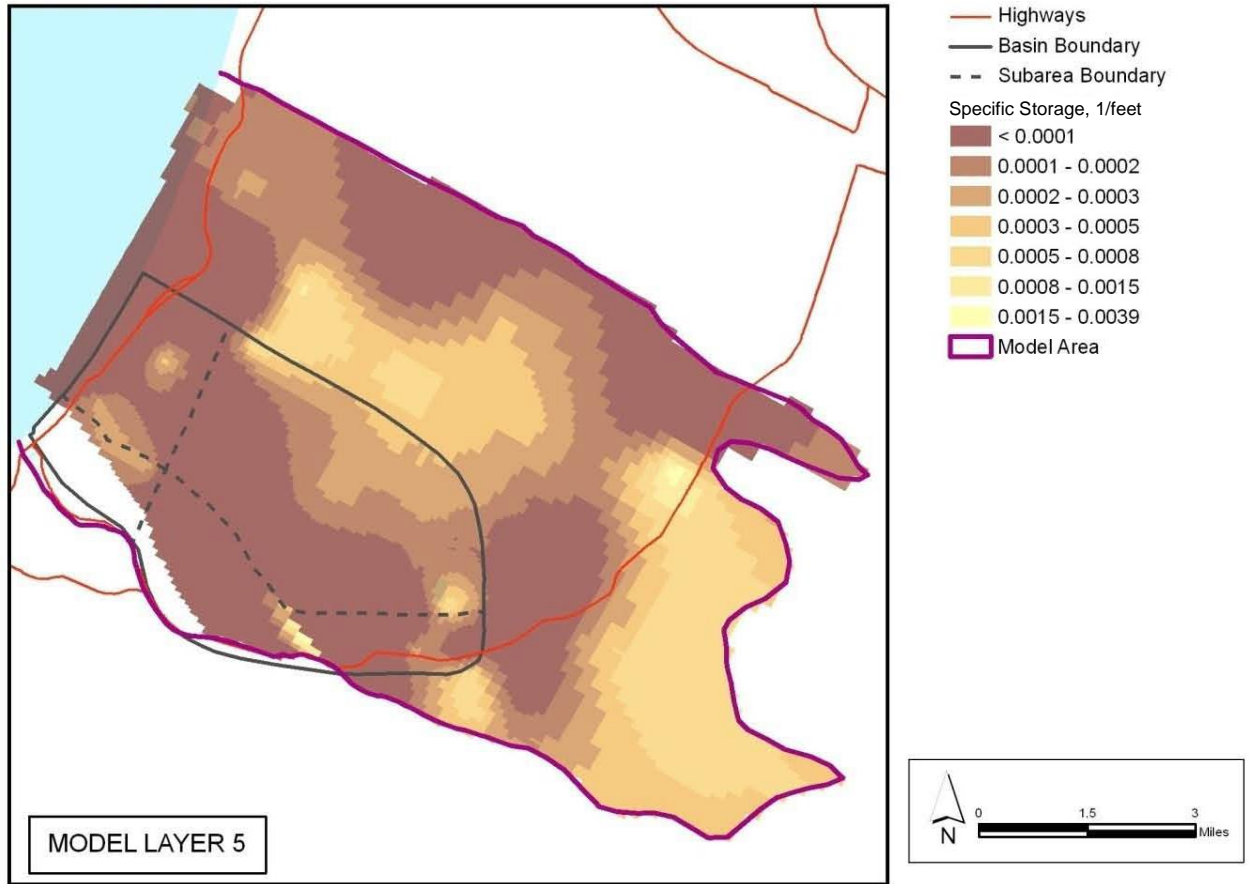 Highways
Basin Boundary
Subarea Boundary
Specific Storage, 1/feet
< 0.0001
0.0001 - 0.0002
0.0002 - 0.0003
0.0003 - 0.0005
0.0005 - 0.0008
0.0008 - 0.0015
0.0015 - 0.0039
Model Area
MODEL LAYER 5
N
0 1.5 3
Miles